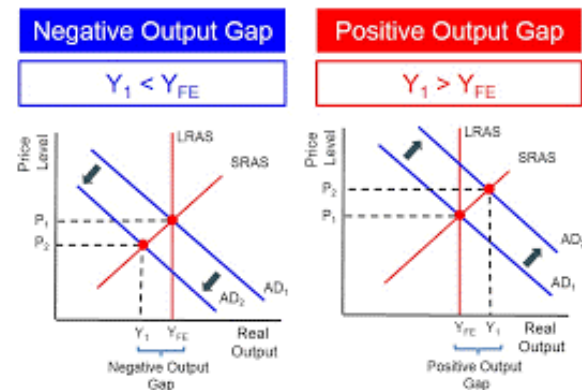 Negative Output Gap
Y1 < YFE
Price Level
LRAS
SRAS
P1
P2
AD1
AD2
Y1
YFE
Real Output
Negative Output Gap
Positive Output Gap
Y1 > YFE
Price Level
LRAS
SRAS
P2
P1
AD1
YFE
Y1
Real Output
Positive Output Gap